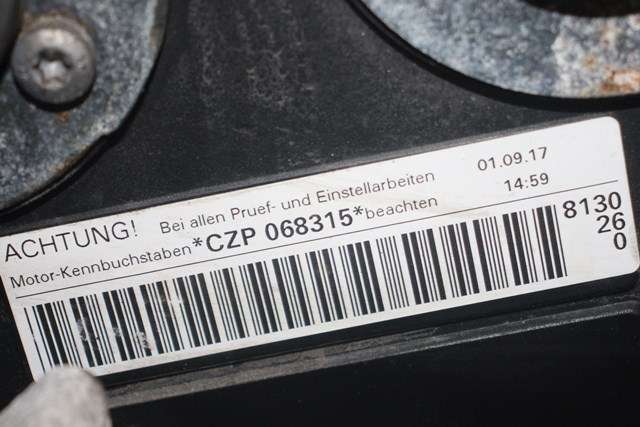 ACHTUNG! Bei allen Pruef- und Einstellarbeiten 01.09.17
14:59
Motor-Kennbuchstaben *CZP 068315* beachten
8130
26
0